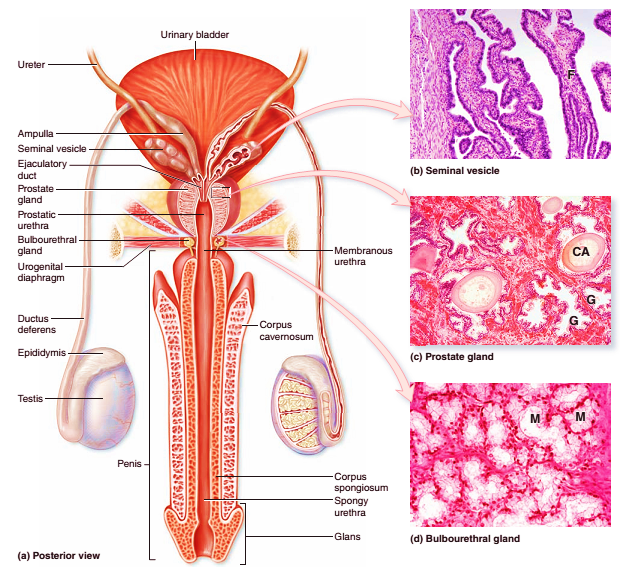 Urinary bladder
Ureter
Ampulla
Seminal vesicle
Ejaculatory
duct
Prostate
gland
Prostatic
urethra
Bulbourethral
gland
Urogenital
diaphragm
Membranous
urethra
Ductus
deferens
Corpus
cavernosum
Epididymis
Testis
Penis
Corpus
spongiosum
Spongy
urethra
Glans
(a) Posterior view
F
(b) Seminal vesicle
CA
G
G
(c) Prostate gland
M
M
(d) Bulbourethral gland